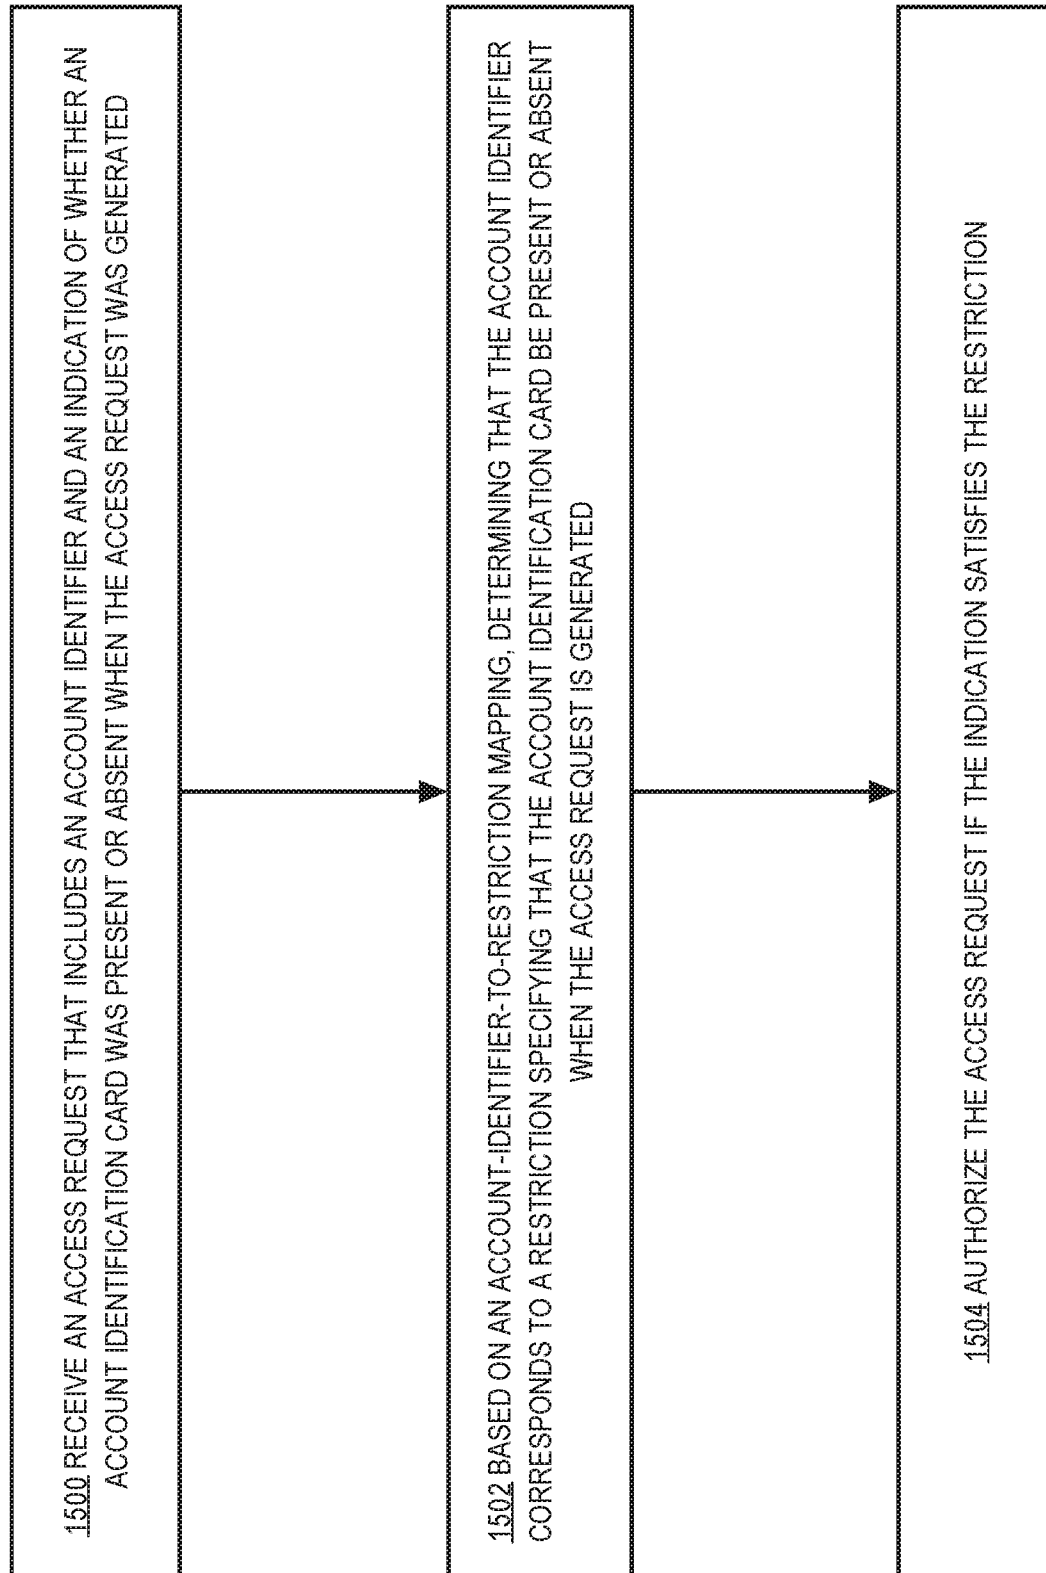 1500 RECEIVE AN ACCESS REQUEST THAT INCLUDES AN ACCOUNT IDENTIFIER AND AN INDICATION OF WHETHER AN
ACCOUNT IDENTIFICATION CARD WAS PRESENT OR ABSENT WHEN THE ACCESS REQUEST WAS GENERATED
1502 BASED ON AN ACCOUNT-IDENTIFIER-TO-RESTRICTION MAPPING, DETERMINING THAT THE ACCOUNT IDENTIFIER
CORRESPONDS TO A RESTRICTION SPECIFYING THAT THE ACCOUNT IDENTIFICATION CARD BE PRESENT OR ABSENT
WHEN THE ACCESS REQUEST IS GENERATED
1504 AUTHORIZE THE ACCESS REQUEST IF THE INDICATION SATISFIES THE RESTRICTION